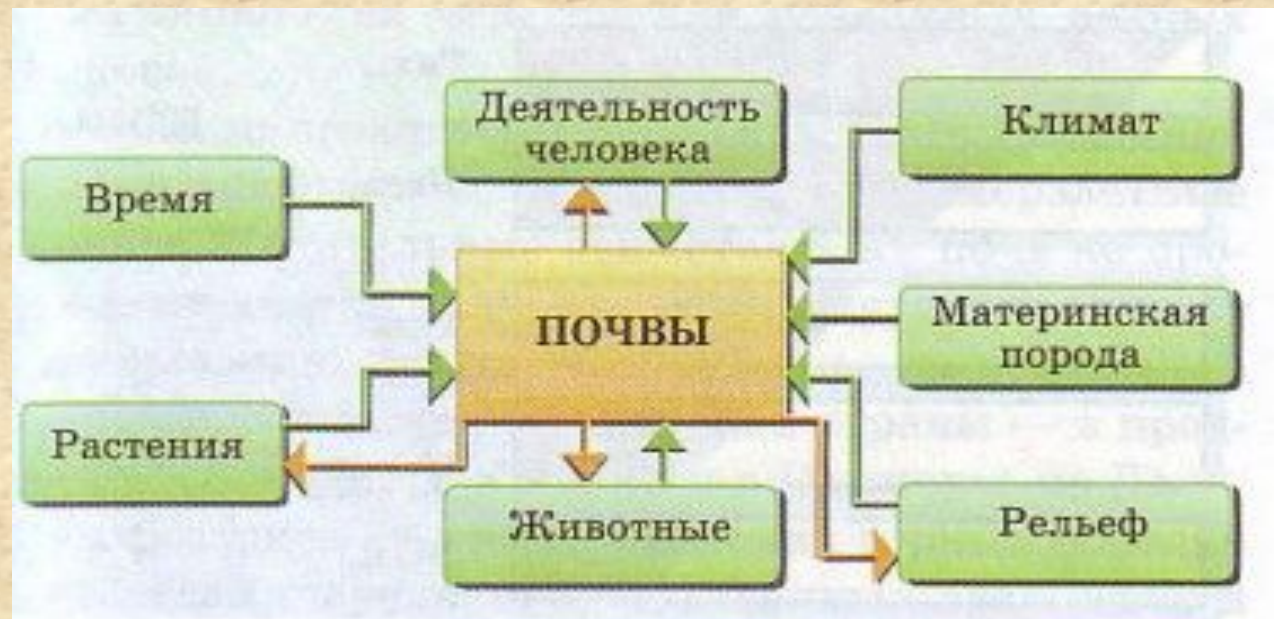 Деятельность
человека
Климат
Время
ПОЧВЫ
Материнская
порода
Растения
Животные
Рельеф